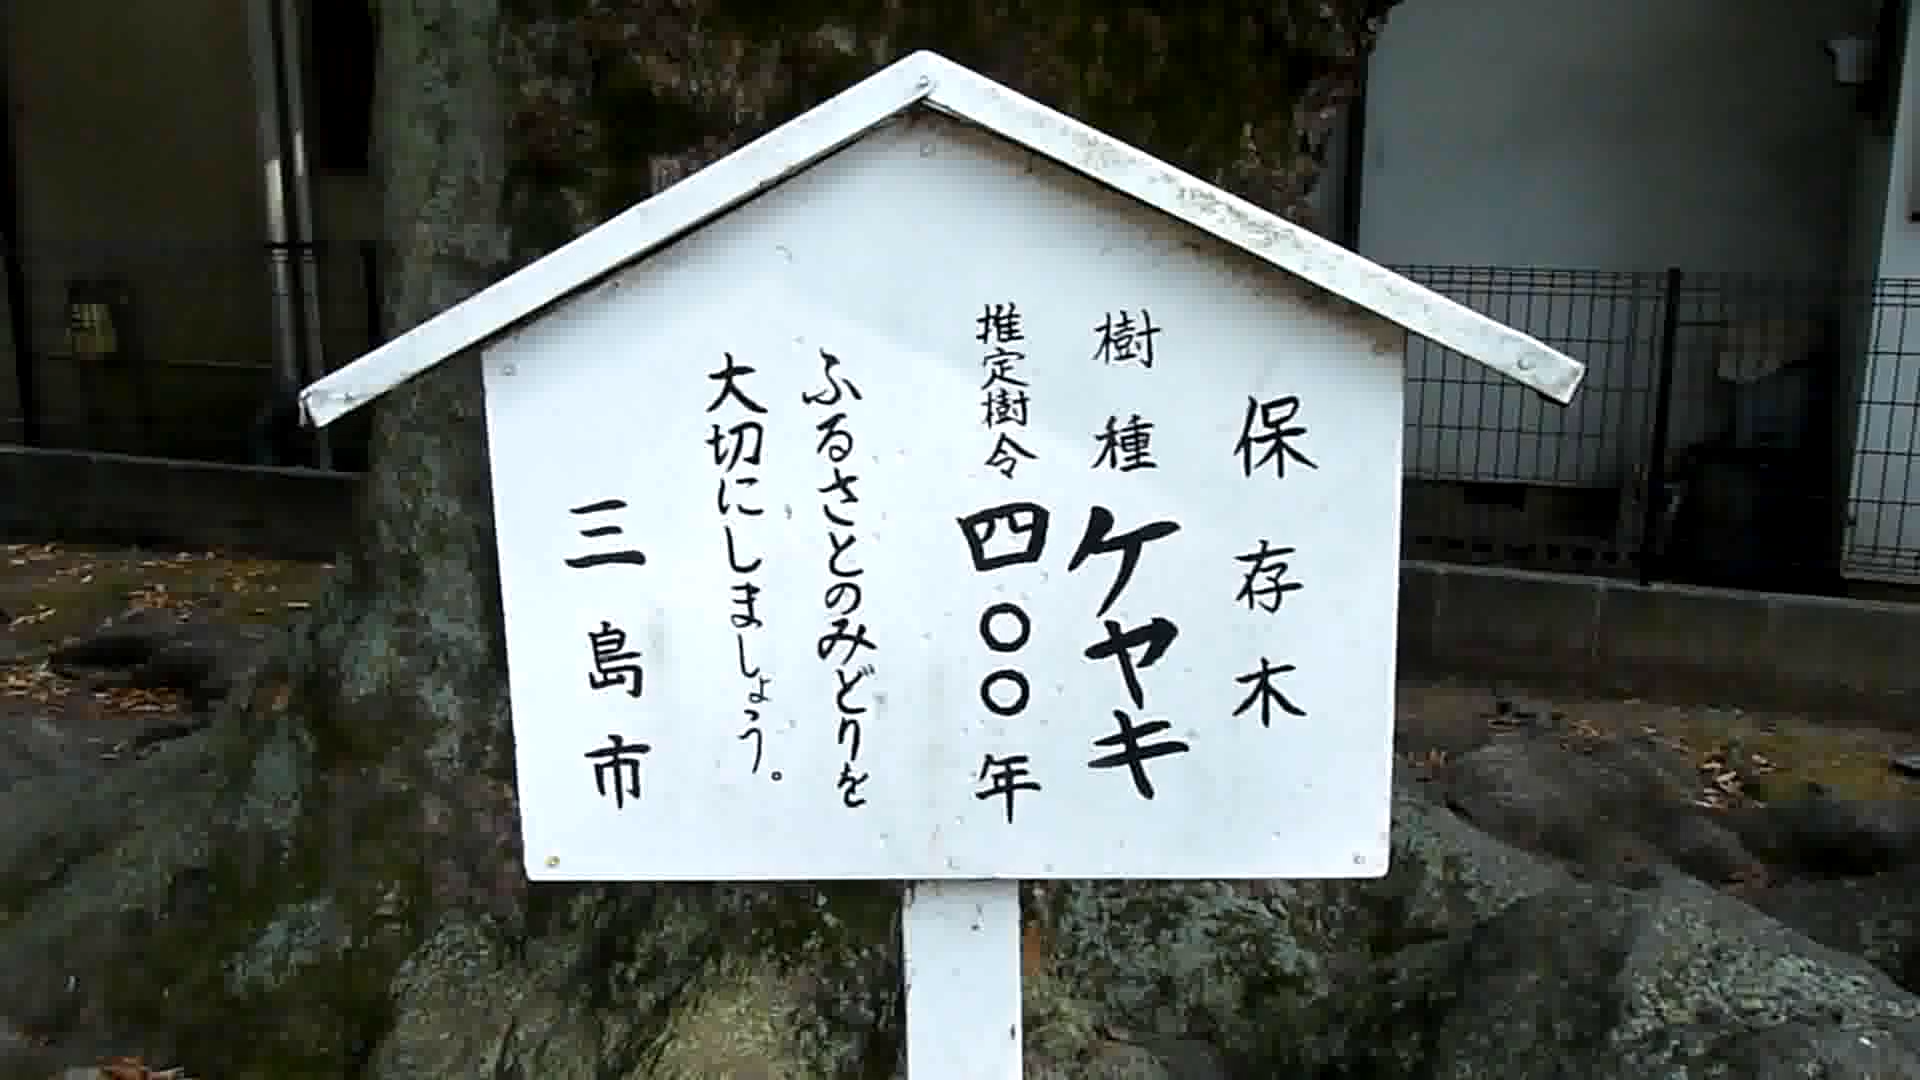 保存木
樹種ケヤキ
推定樹令四〇〇年
ふるさとのみどりを
大切にしましょう。
三島市